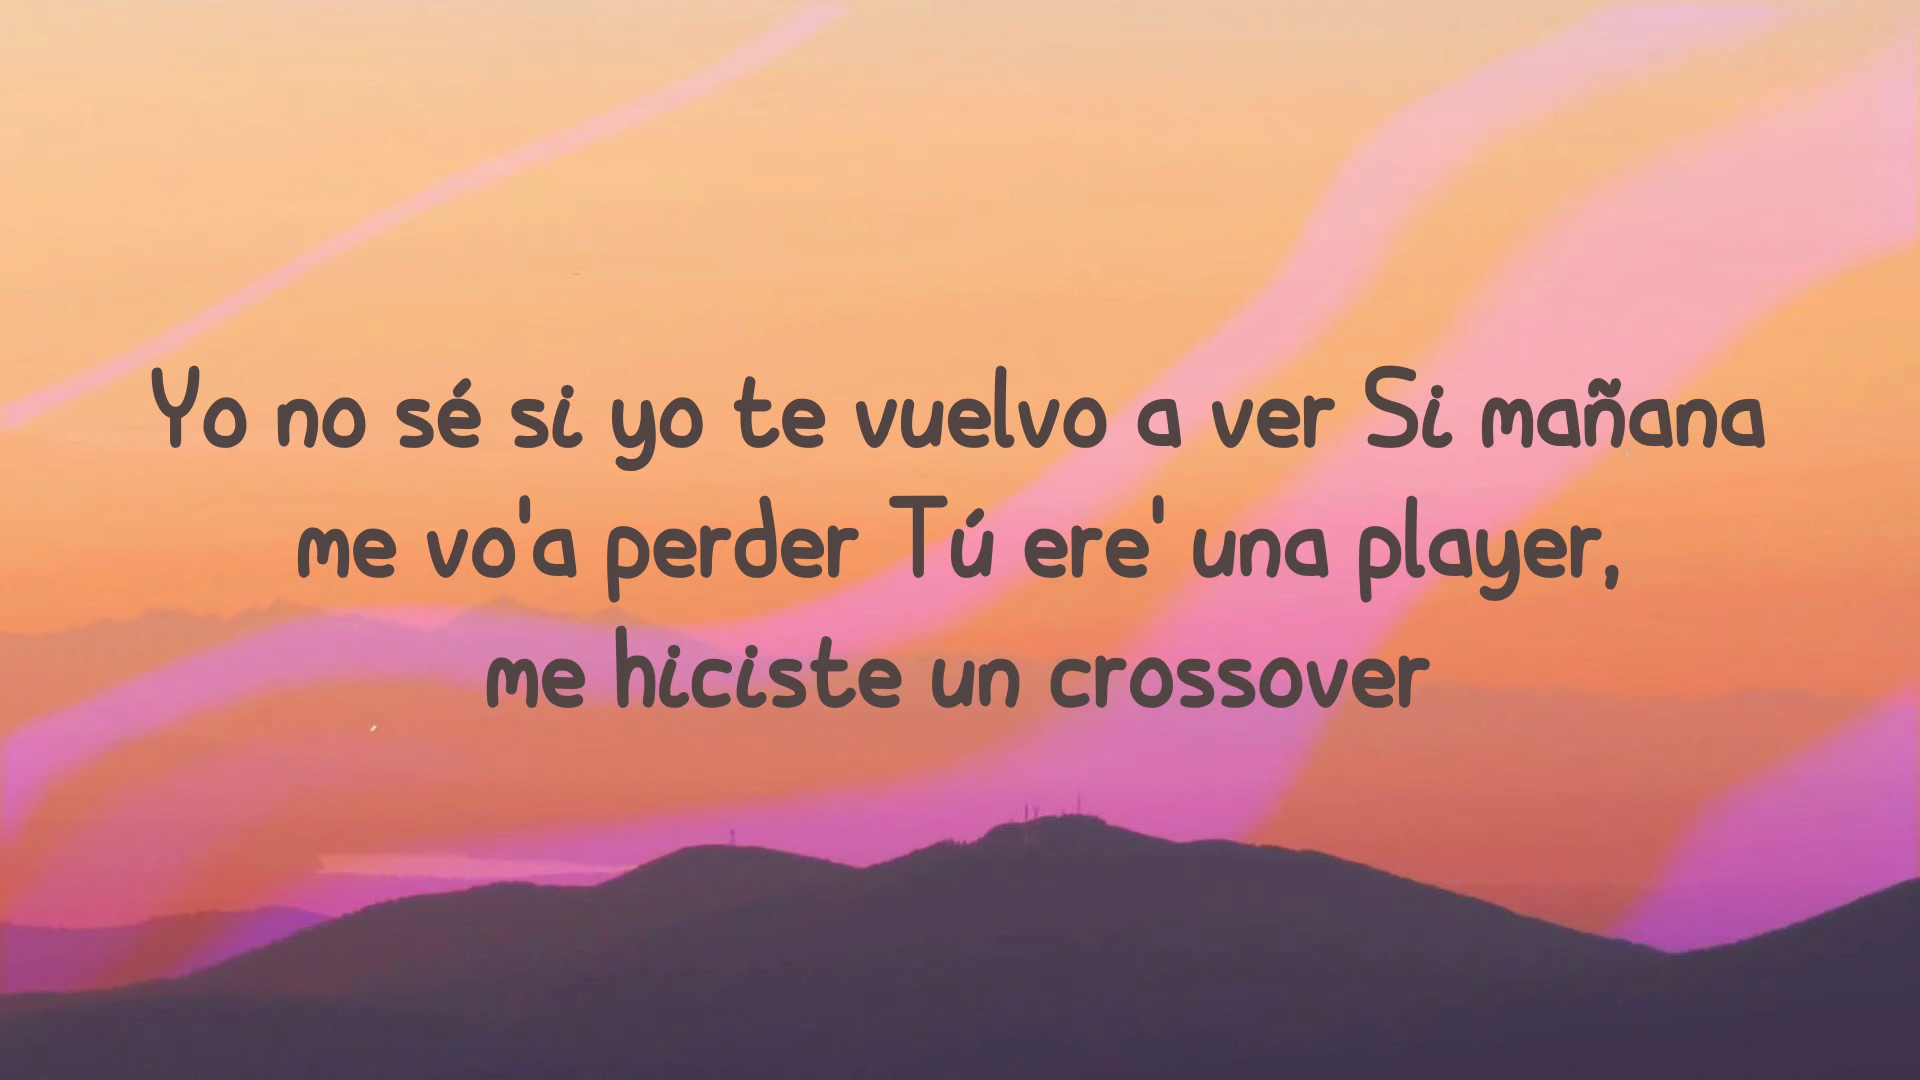 Yo no sé si yo te vuelvo a ver Si mañana
me vo'a perder Tú ere' una player,
me hiciste un crossover